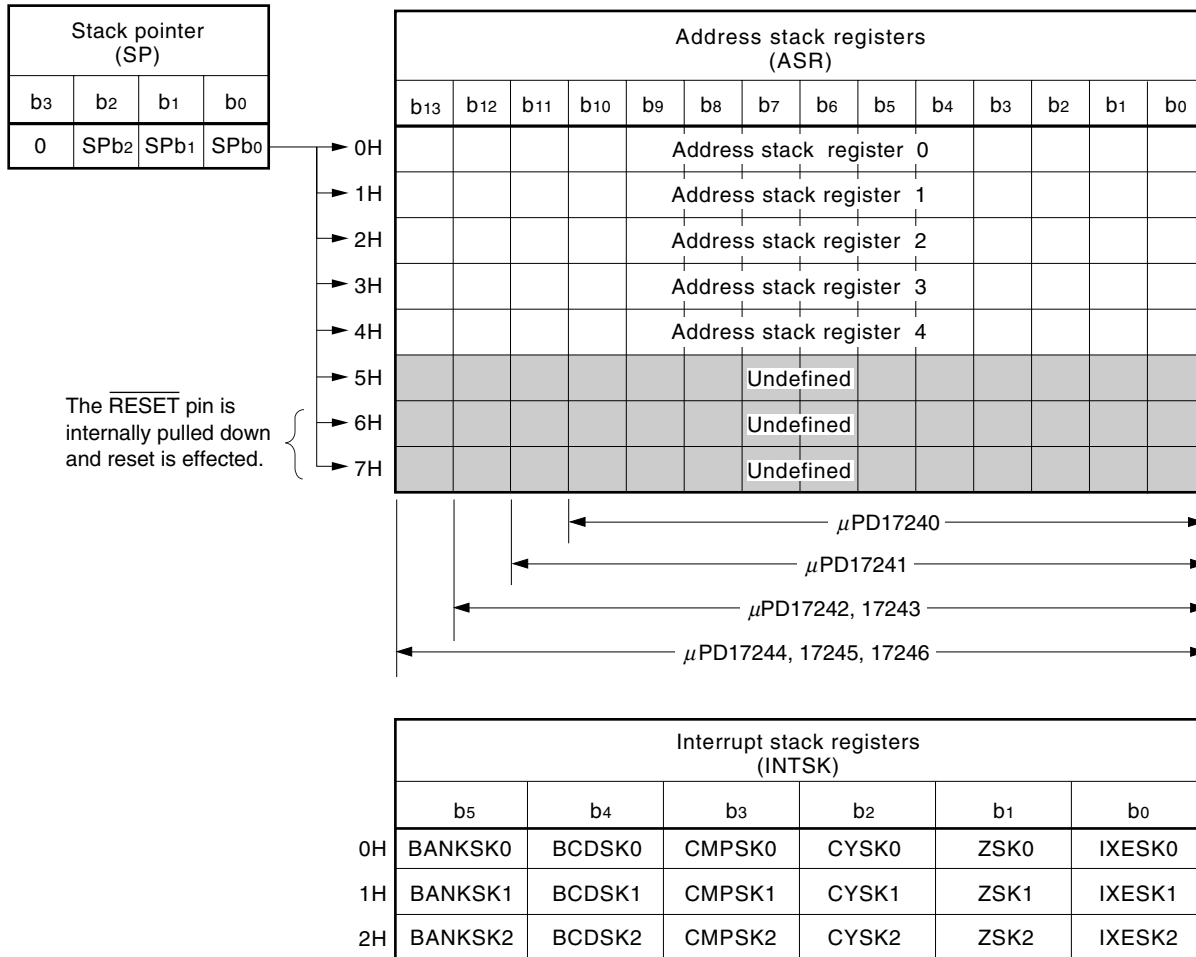 Stack pointer
(SP)
b3 b2 b1 b0
0 SPb2 SPb1 SPb0
Address stack registers
(ASR)
b13 b12 b11 b10 b9 b8 b7 b6 b5 b4 b3 b2 b1 b0
0H Address stack register 0
1H Address stack register 1
2H Address stack register 2
3H Address stack register 3
4H Address stack register 4
5H Undefined
6H Undefined
7H Undefined
The RESET pin is
internally pulled down
and reset is effected.
μPD17240
μPD17241
μPD17242, 17243
μPD17244, 17245, 17246
Interrupt stack registers
(INTSK)
b5 b4 b3 b2 b1 b0
0H BANKSK0 BCDSK0 CMPSK0 CYSK0 ZSK0 IXESK0
1H BANKSK1 BCDSK1 CMPSK1 CYSK1 ZSK1 IXESK1
2H BANKSK2 BCDSK2 CMPSK2 CYSK2 ZSK2 IXESK2